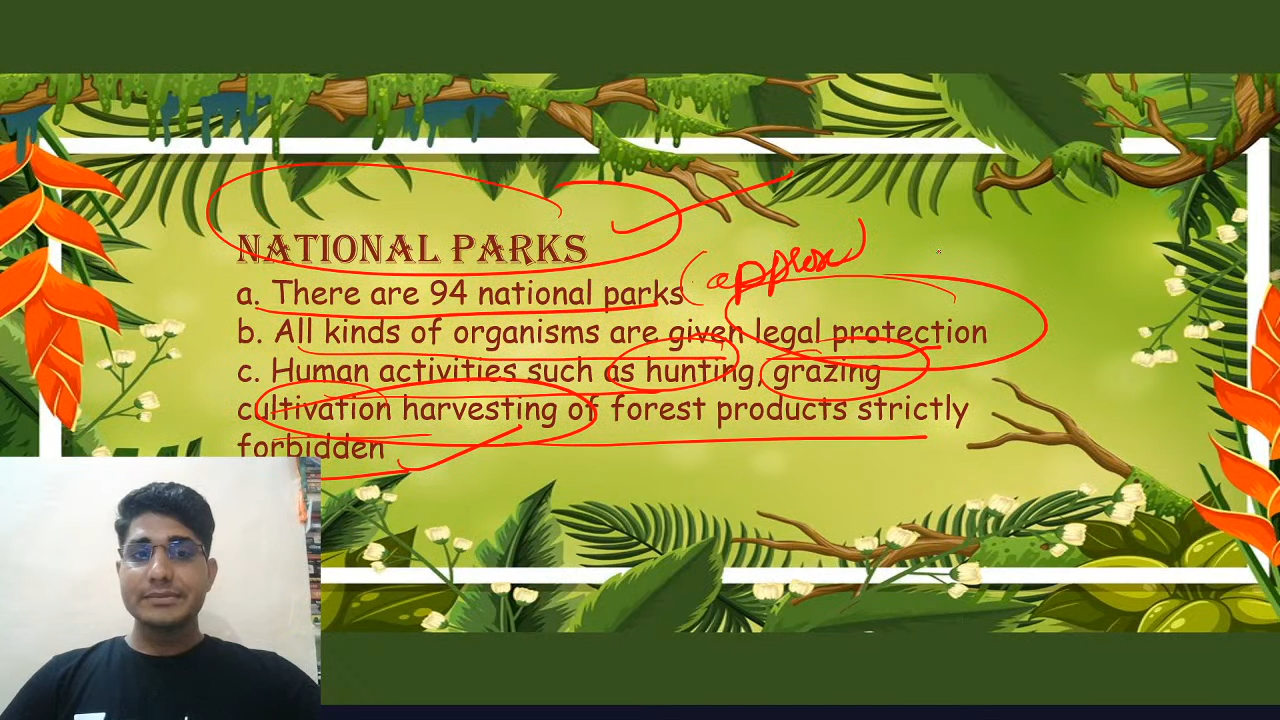 NATIONAL PARKS
a. There are 94 national parks (approx)
b. All kinds of organisms are given legal protection
c. Human activities such as hunting, grazing
cultivation harvesting of forest products strictly
forbidden